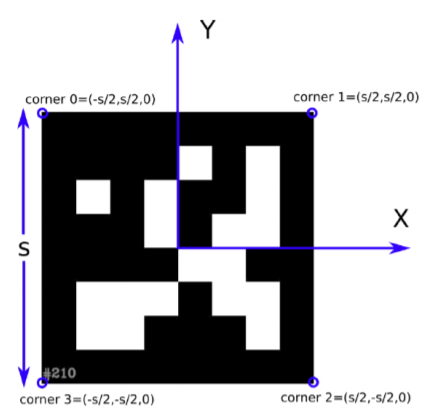 Y
corner 0=(-s/2,s/2,0)
corner 1=(s/2,s/2,0)
X
S
#210
corner 3=(-s/2,-s/2,0)
corner 2=(s/2,-s/2,0)